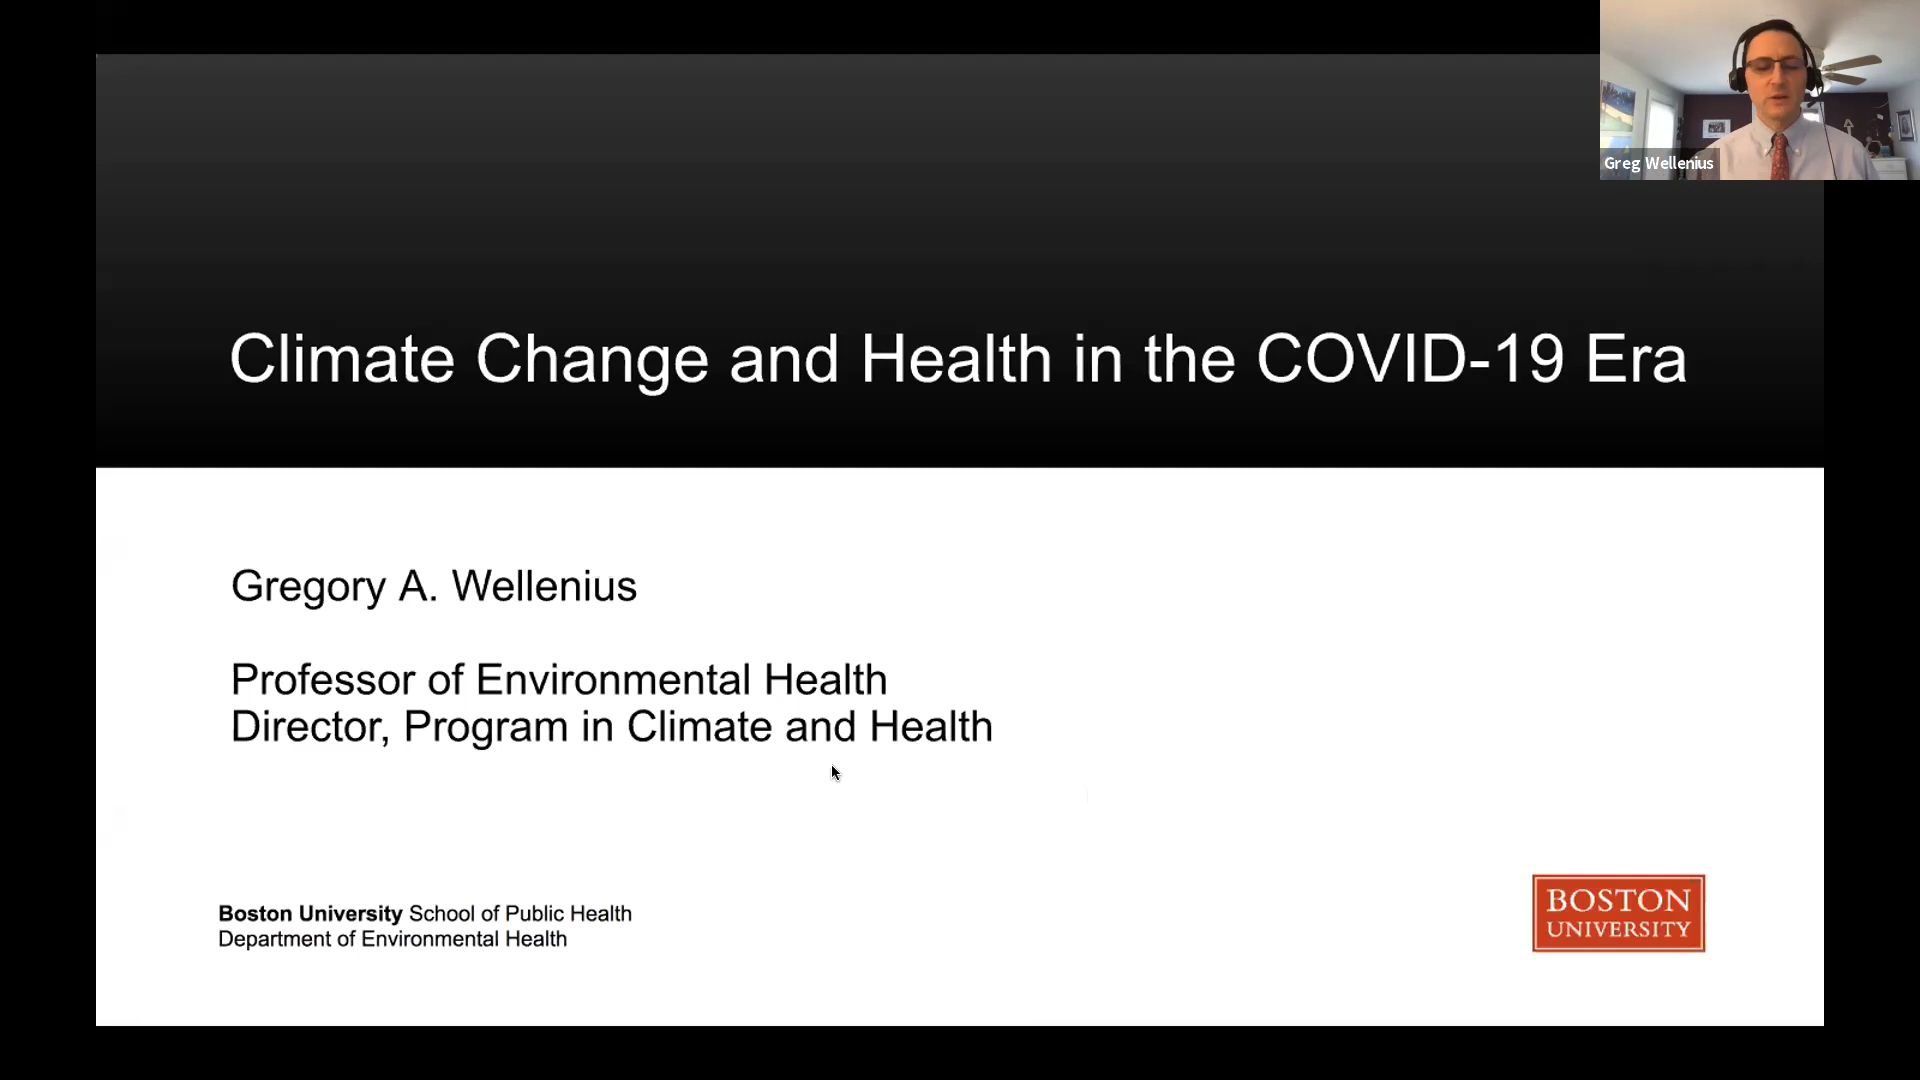 Greg Wellenius
Climate Change and Health in the COVID-19 Era
Gregory A. Wellenius
Professor of Environmental Health
Director, Program in Climate and Health
Boston University School of Public Health
Department of Environmental Health
BOSTON
UNIVERSITY